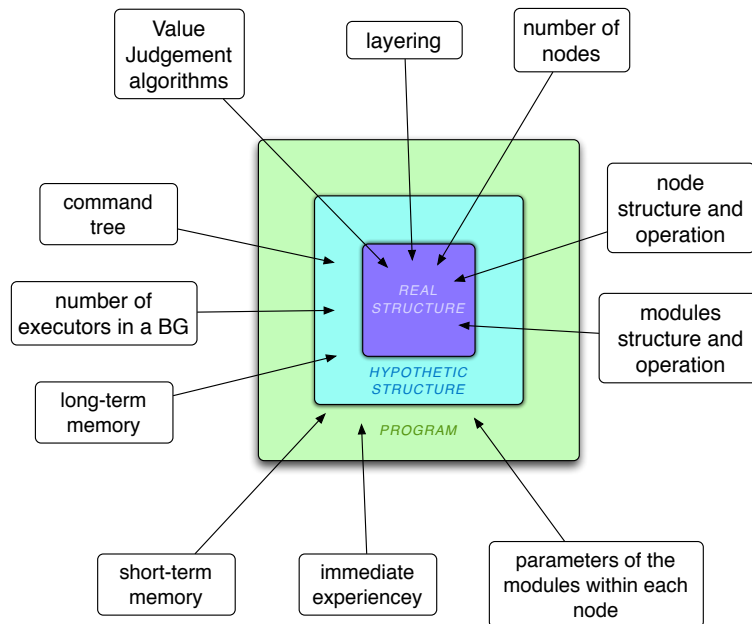 Value
Judgement
algorithms
layering
number of
nodes
command
tree
node
structure and
operation
number of
executors in a BG
modules
structure and
operation
long-term
memory
REAL
STRUCTURE
HYPOTHETIC
STRUCTURE
PROGRAM
short-term
memory
immediate
experiencey
parameters of the
modules within each
node